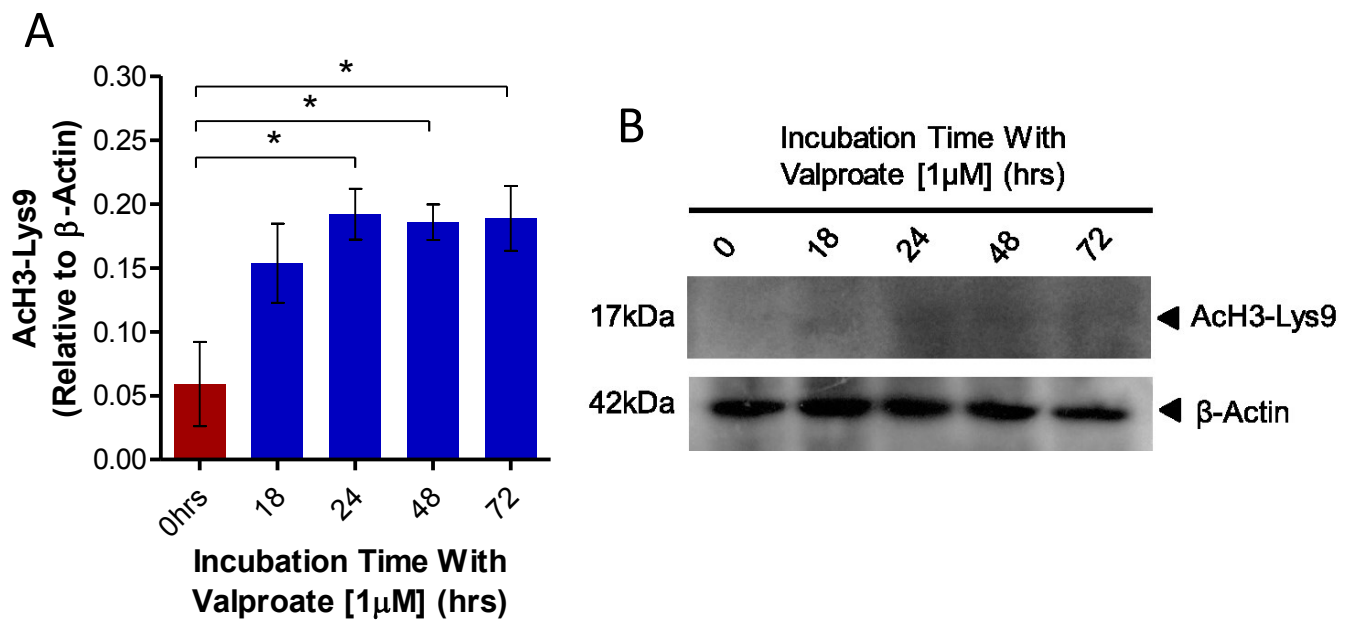 A
AcH3-Lys9
(Relative to β-Actin)
0.30
0.25
0.20
0.15
0.10
0.05
0.00
*
*
*
0hrs
18
24
48
72
Incubation Time With
Valproate [1μM] (hrs)
B
Incubation Time With
Valproate [1μM] (hrs)
0
18
24
48
72
17kDa
AcH3-Lys9
42kDa
β-Actin